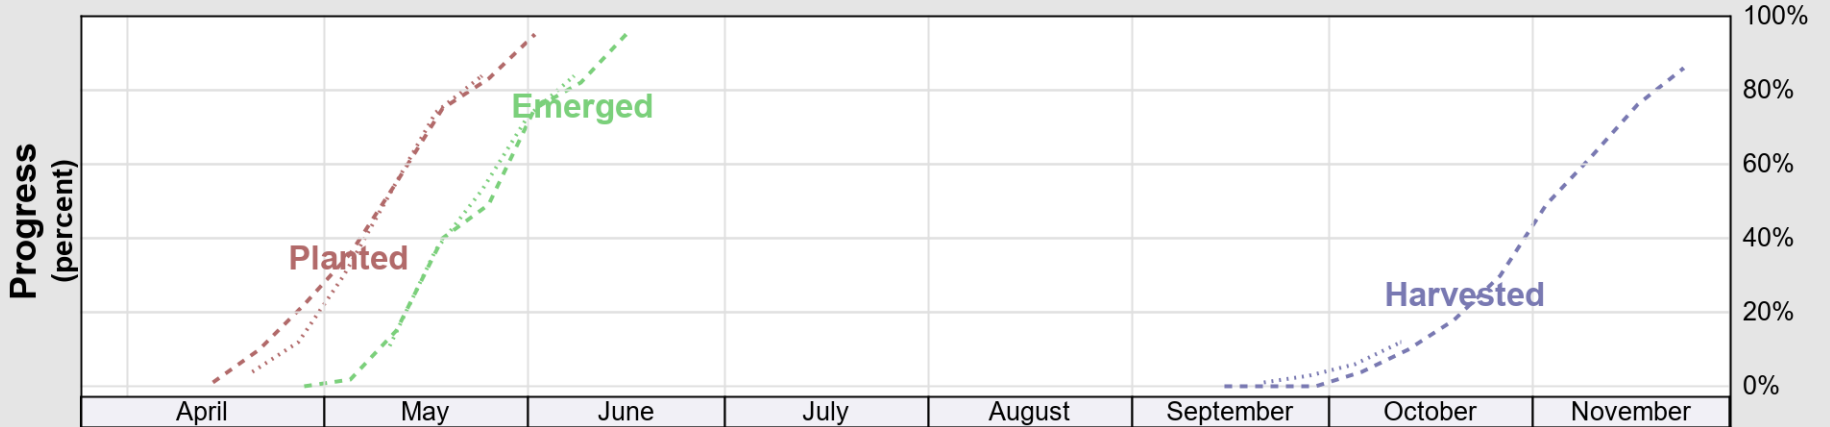 Progress
(percent)
100%
80%
60%
40%
20%
0%
Planted
Emerged
Harvested
April
May
June
July
August
September
October
November